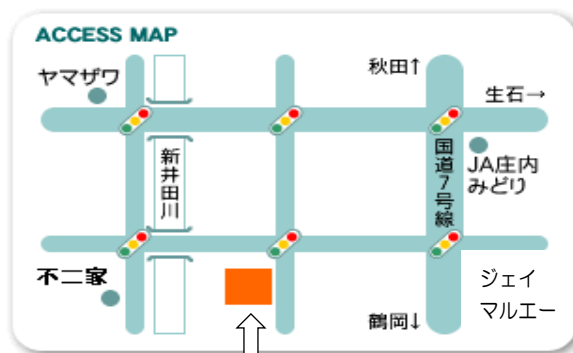 ACCESS MAP
ヤマザワ
秋田↑
生石→
新井田川
国道7号線
JA庄内
みどり
不二家
ジェイ
マルエー
鶴岡↓